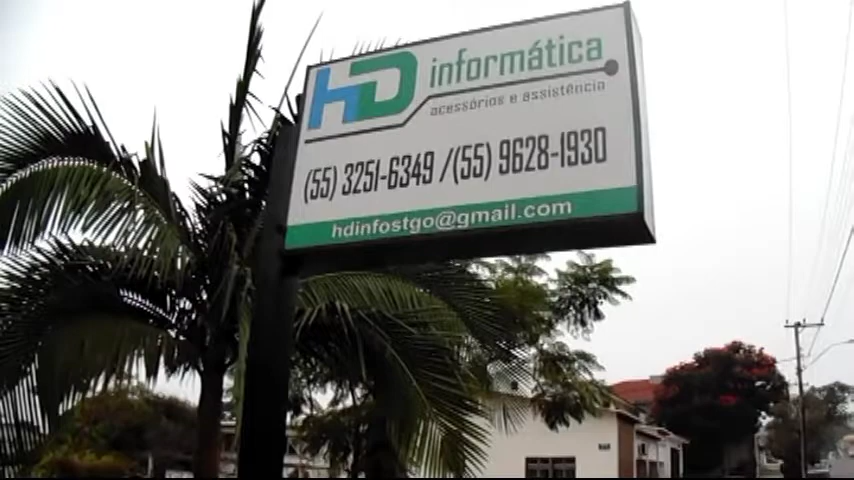 HD informática
acessórios e assistência
(55) 3251-6349 /(55) 9628-1930
hdinfostgo@gmail.com